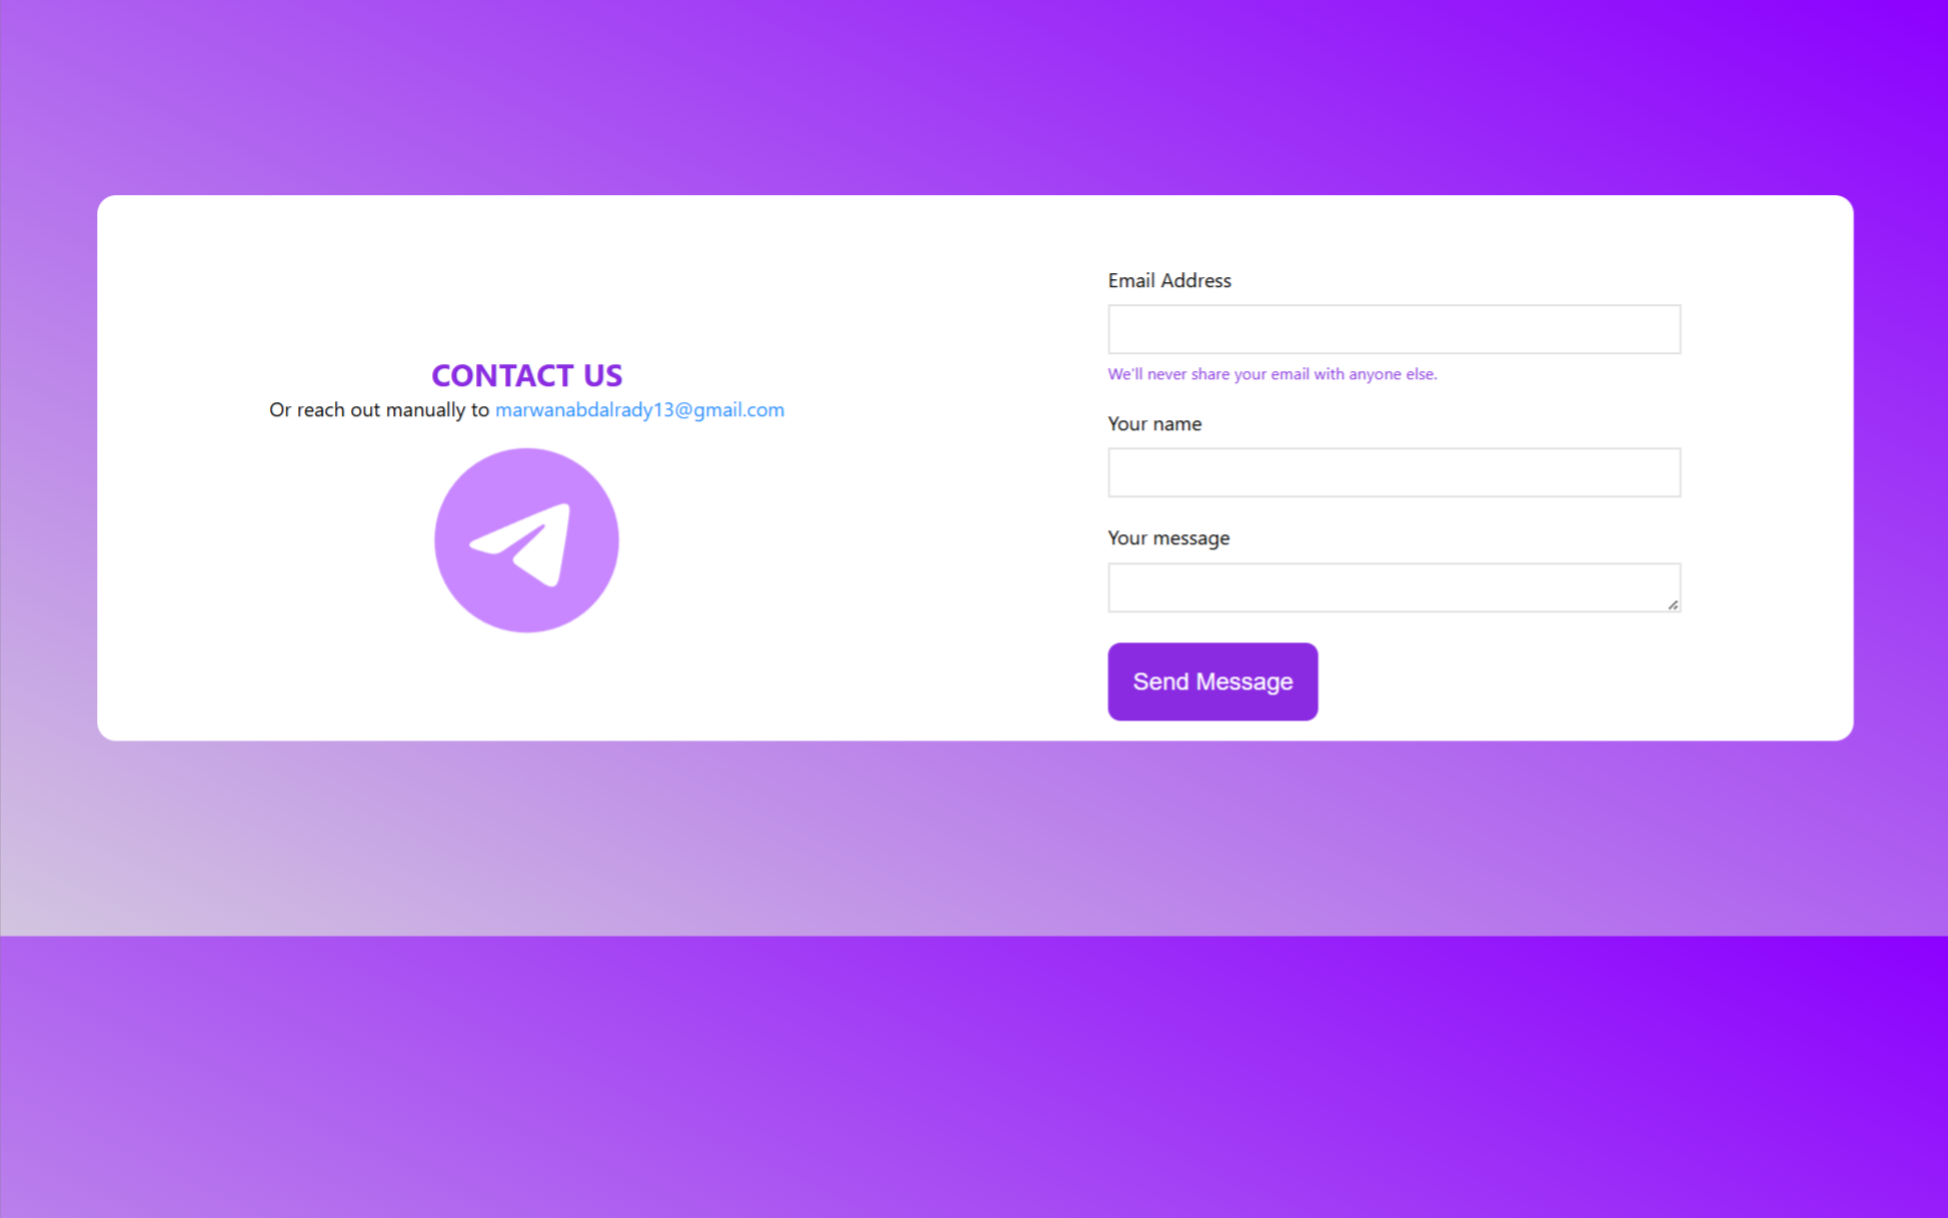 CONTACT US
Or reach out manually to marwanabdalrady13@gmail.com
Email Address
We'll never share your email with anyone else.
Your name
Your message
Send Message